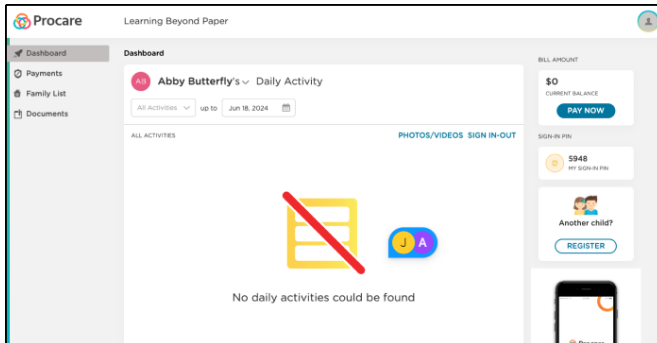 Procare
Learning Beyond Paper
Dashboard
Payments
Family List
Documents
Dashboard
AB
Abby Butterfly's Daily Activity
All Activities
up to
Jun 18, 2024
ALL ACTIVITIES
PHOTOS/VIDEOS
SIGN IN-OUT
J A
No daily activities could be found
BILL AMOUNT
$0
CURRENT BALANCE
PAY NOW
SIGN-IN PIN
5948
MY SIGN-IN PIN
Another child?
REGISTER
Procare